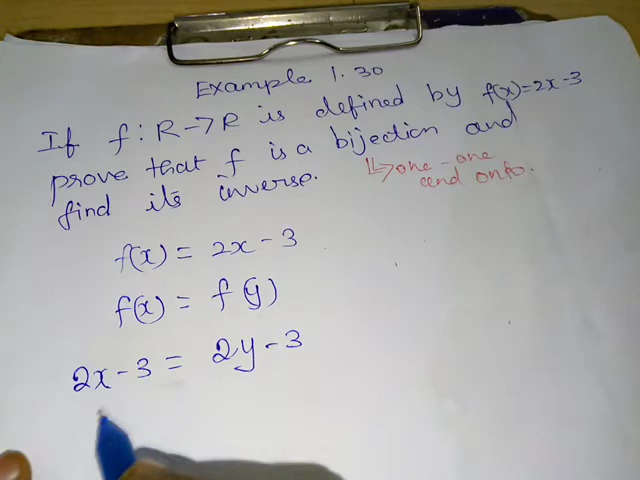 Example 1.30
If f : R → R is defined by f(x) = 2x - 3
prove that f is a bijection and
find its inverse.
↳ one - one
and onto.
f(x) = 2x - 3
f(x) = f(y)
2x - 3 = 2y - 3